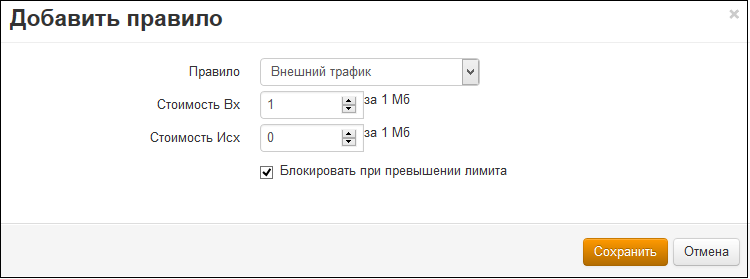 Добавить правило ×
Правило Внешний трафик
Стоимость Вх 1 за 1 Мб
Стоимость Исх 0 за 1 Мб
Блокировать при превышении лимита
Сохранить Отмена